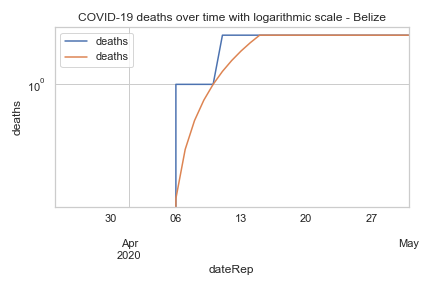 COVID-19 deaths over time with logarithmic scale - Belize
deaths
deaths
10^0
deaths
30 06 13 20 27
Apr May
2020
dateRep